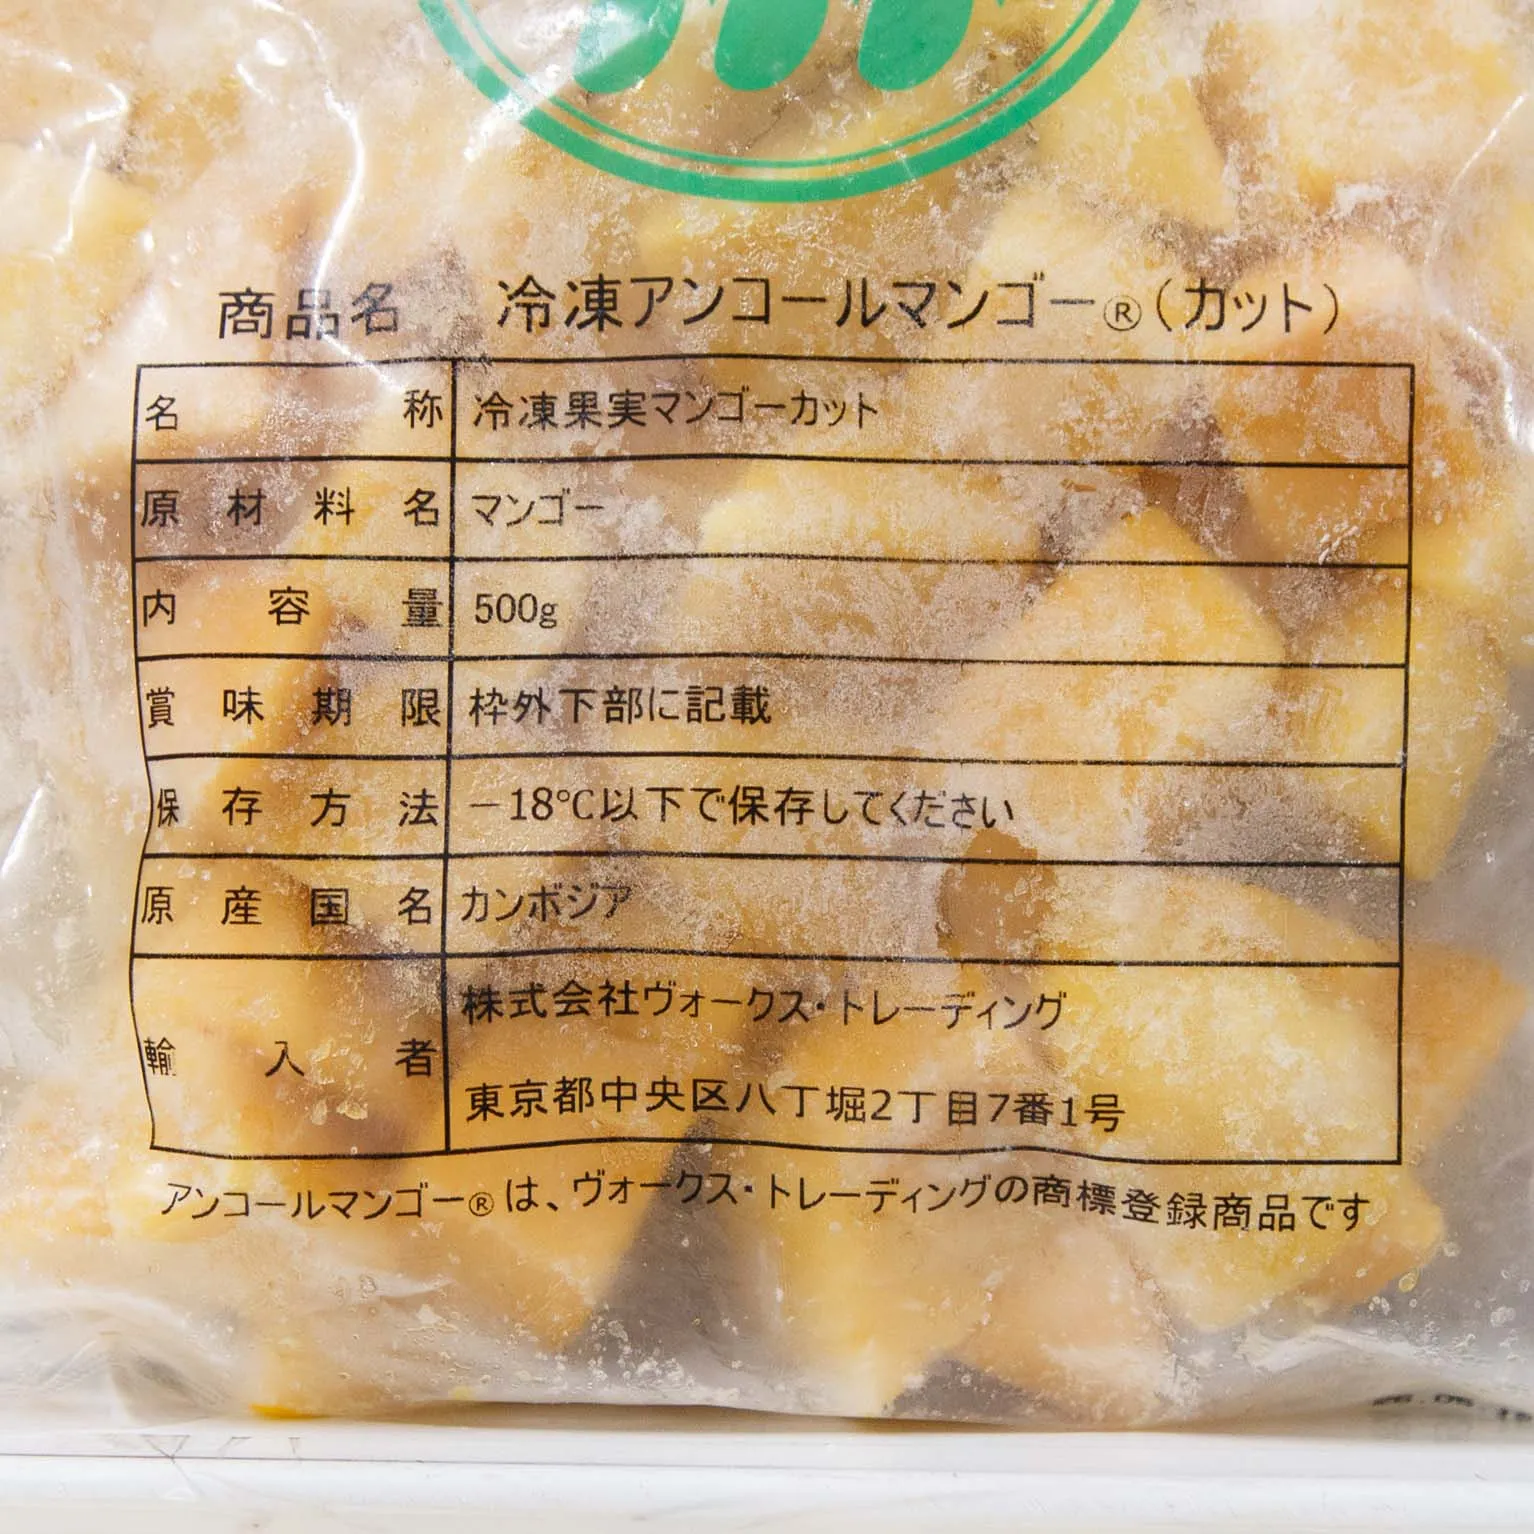 商品名 冷凍アンコールマンゴー®(カット)
名称 冷凍果実マンゴーカット
原材料名 マンゴー
内容量 500g
賞味期限 枠外下部に記載
保存方法 −18℃以下で保存してください
原産国名 カンボジア
輸入者 株式会社ヴォークス・トレーディング
東京都中央区八丁堀2丁目7番1号
アンコールマンゴー®は、ヴォークス・トレーディングの商標登録商品です